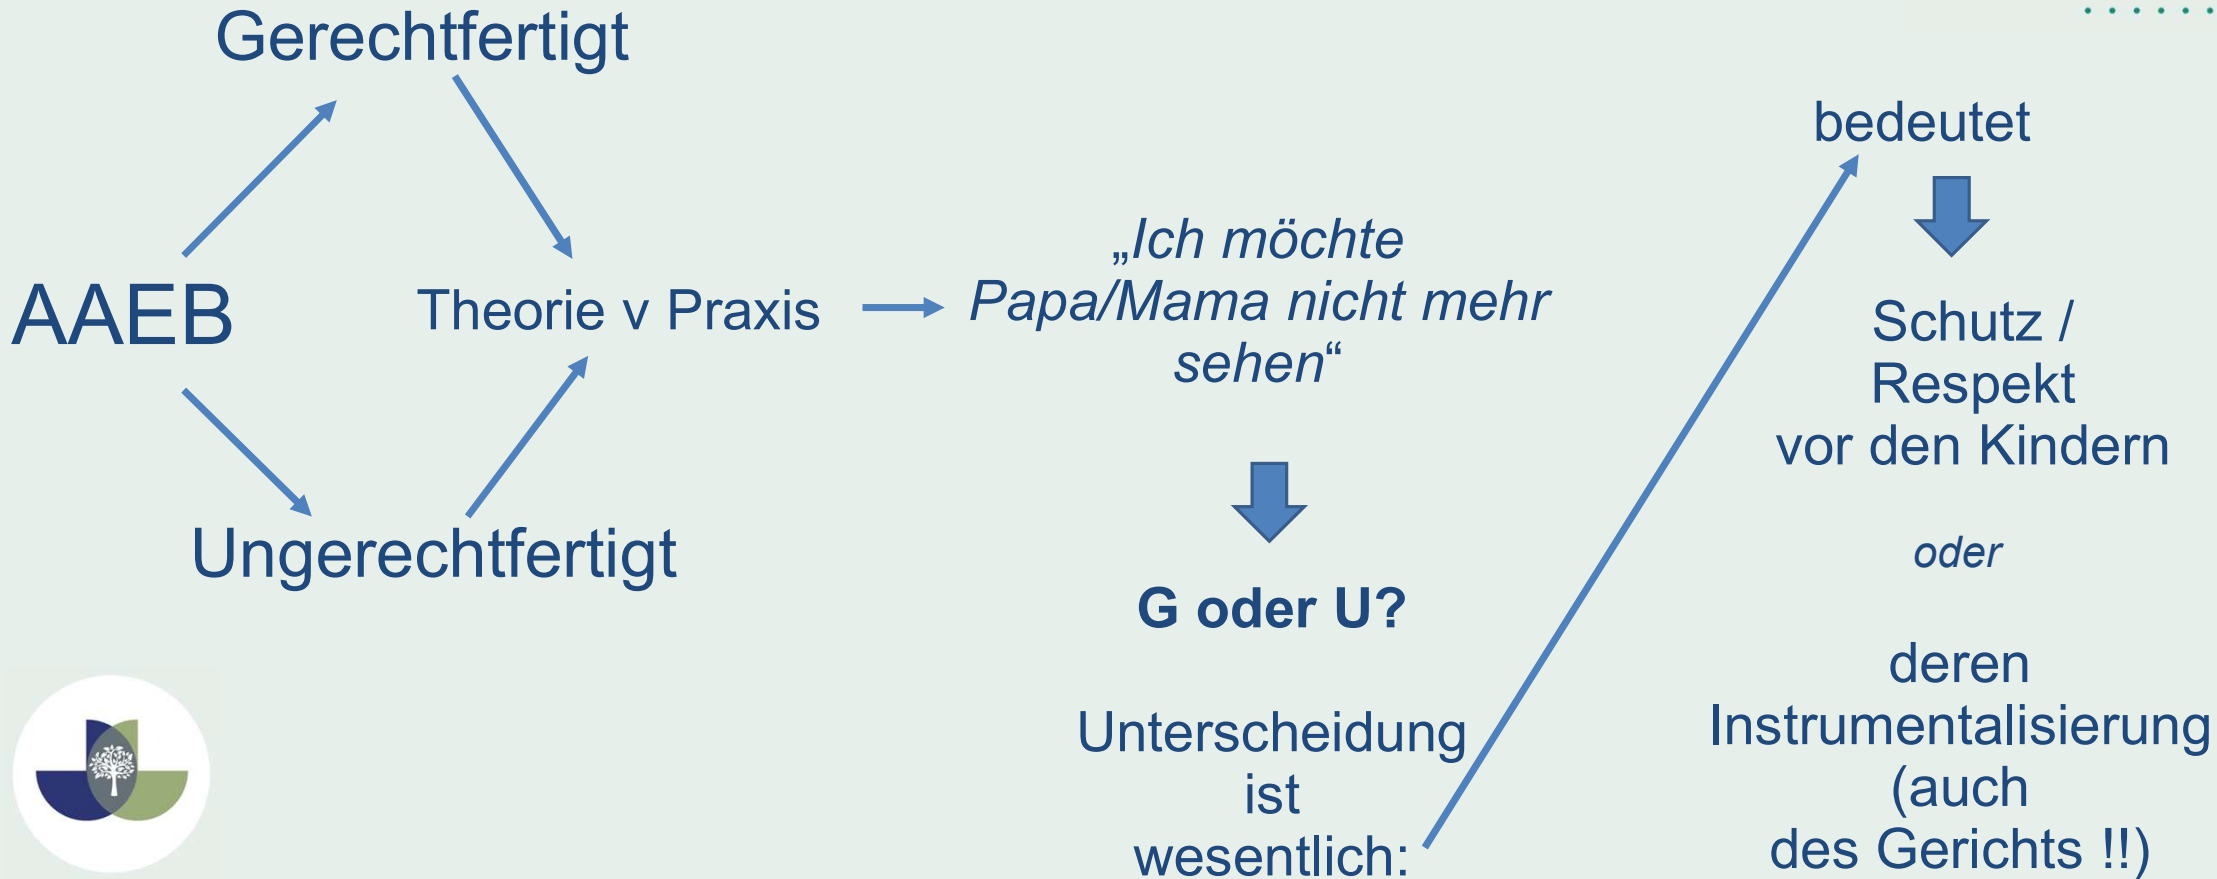 Gerechtfertigt
AAEB
Ungerechtfertigt
Theorie v Praxis
„Ich möchte
Papa/Mama nicht mehr
sehen“
G oder U?
Unterscheidung
ist
wesentlich:
bedeutet
Schutz /
Respekt
vor den Kindern
oder
deren
Instrumentalisierung
(auch
des Gerichts !!)